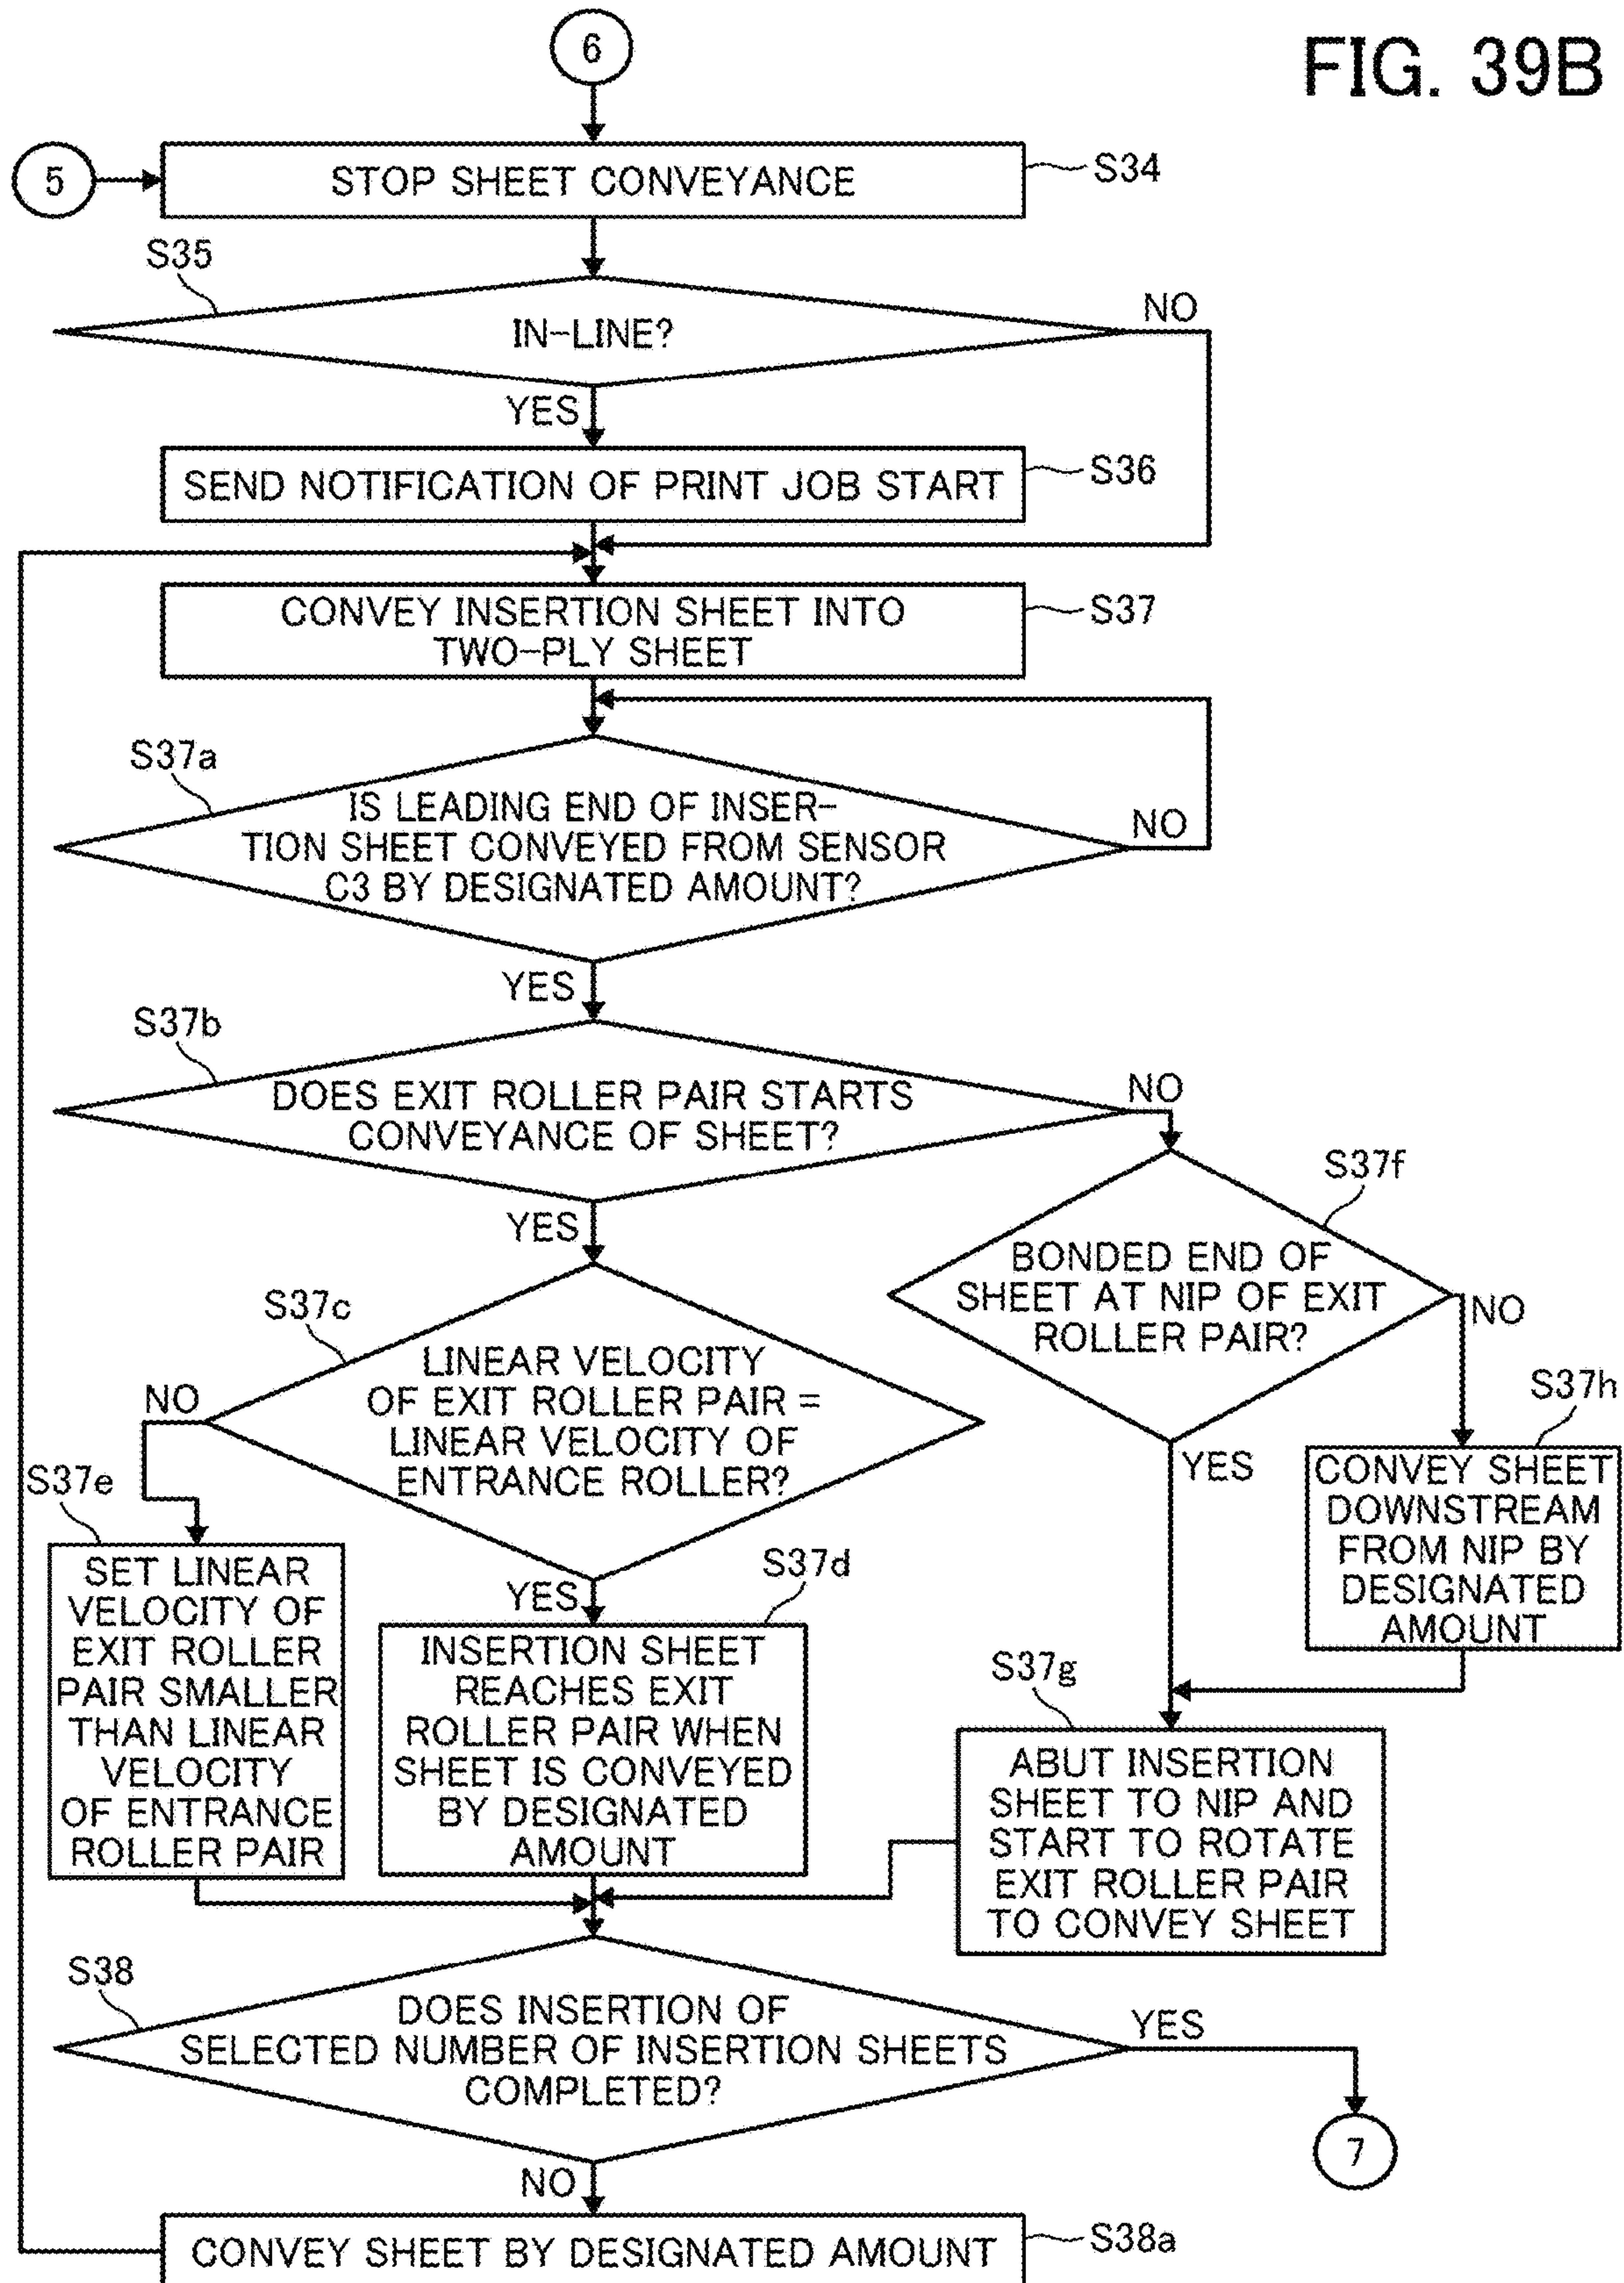 FIG. 39B
6
5
STOP SHEET CONVEYANCE
S34
S35
IN-LINE?
NO
YES
SEND NOTIFICATION OF PRINT JOB START
S36
CONVEY INSERTION SHEET INTO
TWO-PLY SHEET
S37
S37a
IS LEADING END OF INSER-
TION SHEET CONVEYED FROM SENSOR
C3 BY DESIGNATED AMOUNT?
NO
YES
S37b
DOES EXIT ROLLER PAIR STARTS
CONVEYANCE OF SHEET?
NO
YES
S37f
BONDED END OF
SHEET AT NIP OF EXIT
ROLLER PAIR?
NO
YES
S37c
LINEAR VELOCITY
OF EXIT ROLLER PAIR =
LINEAR VELOCITY OF
ENTRANCE ROLLER?
NO
YES
S37h
CONVEY SHEET
DOWNSTREAM
FROM NIP BY
DESIGNATED
AMOUNT
S37e
SET LINEAR
VELOCITY OF
EXIT ROLLER
PAIR SMALLER
THAN LINEAR
VELOCITY
OF ENTRANCE
ROLLER PAIR
S37d
INSERTION SHEET
REACHES EXIT
ROLLER PAIR WHEN
SHEET IS CONVEYED
BY DESIGNATED
AMOUNT
S37g
ABUT INSERTION
SHEET TO NIP AND
START TO ROTATE
EXIT ROLLER PAIR
TO CONVEY SHEET
S38
DOES INSERTION OF
SELECTED NUMBER OF INSERTION SHEETS
COMPLETED?
YES
7
NO
CONVEY SHEET BY DESIGNATED AMOUNT
S38a